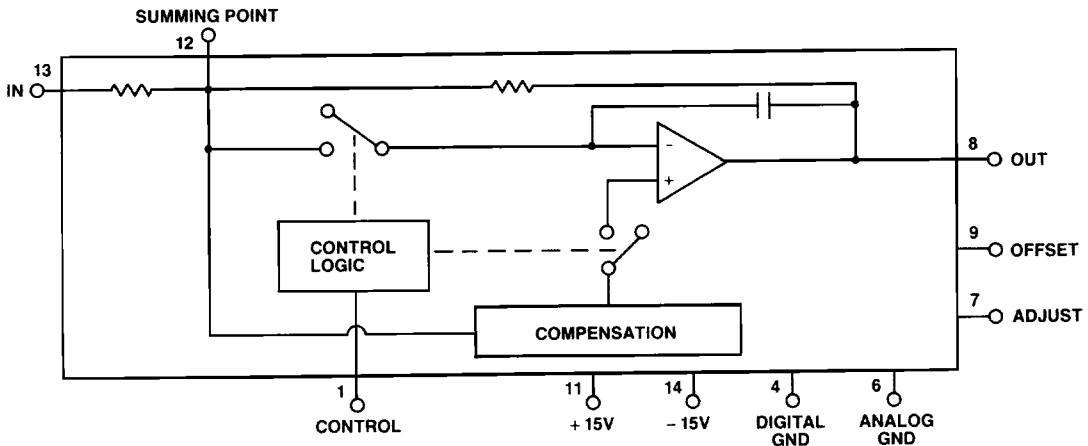 SUMMING POINT
12
13
IN
8
OUT
-
+
9
OFFSET
CONTROL
LOGIC
7
ADJUST
COMPENSATION
1
CONTROL
11
+15V
14
-15V
4
DIGITAL
GND
6
ANALOG
GND